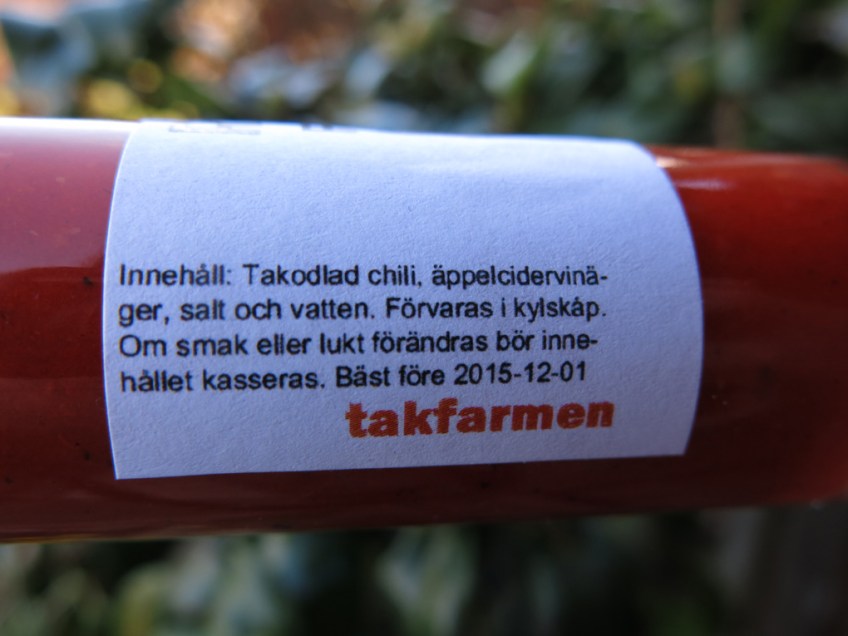 Innehåll: Takodlad chili, äppelcidervinä-
ger, salt och vatten. Förvaras i kylskåp.
Om smak eller lukt förändras bör inne-
hållet kasseras. Bäst före 2015-12-01
takfarmen